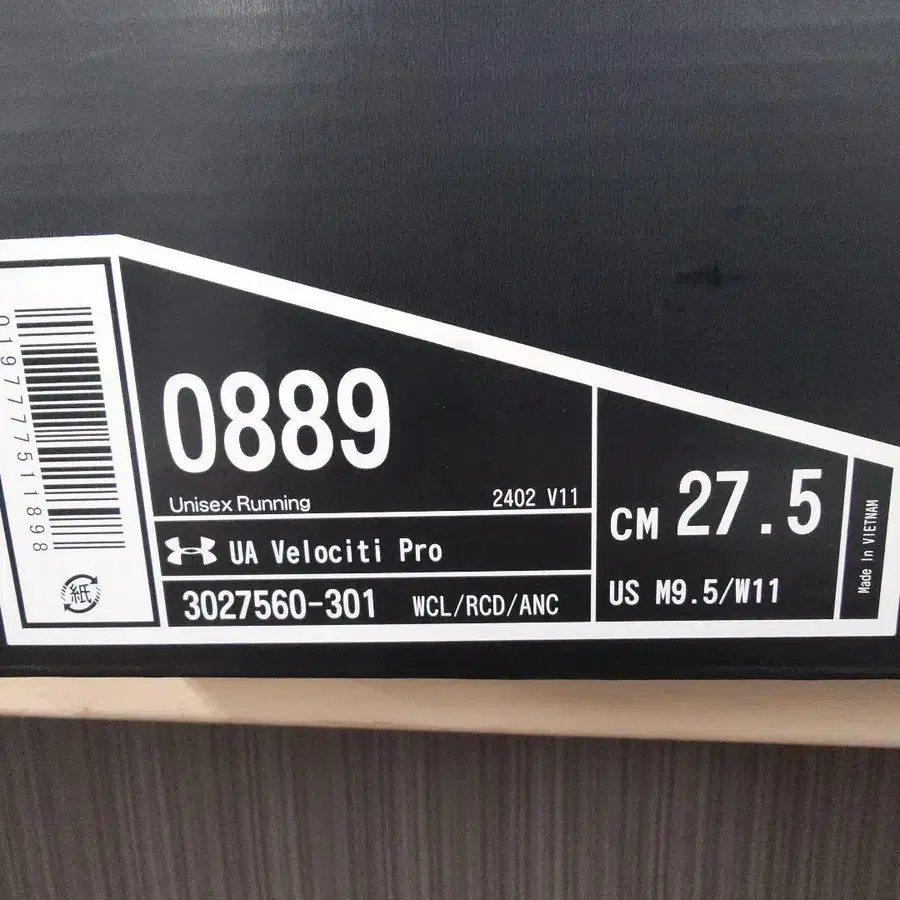 0197777511898
紙
0889
Unisex Running
2402 V11
UA Velociti Pro
3027560-301 WCL/RCD/ANC
CM 27.5
US M9.5/W11
Made In VIETNAM